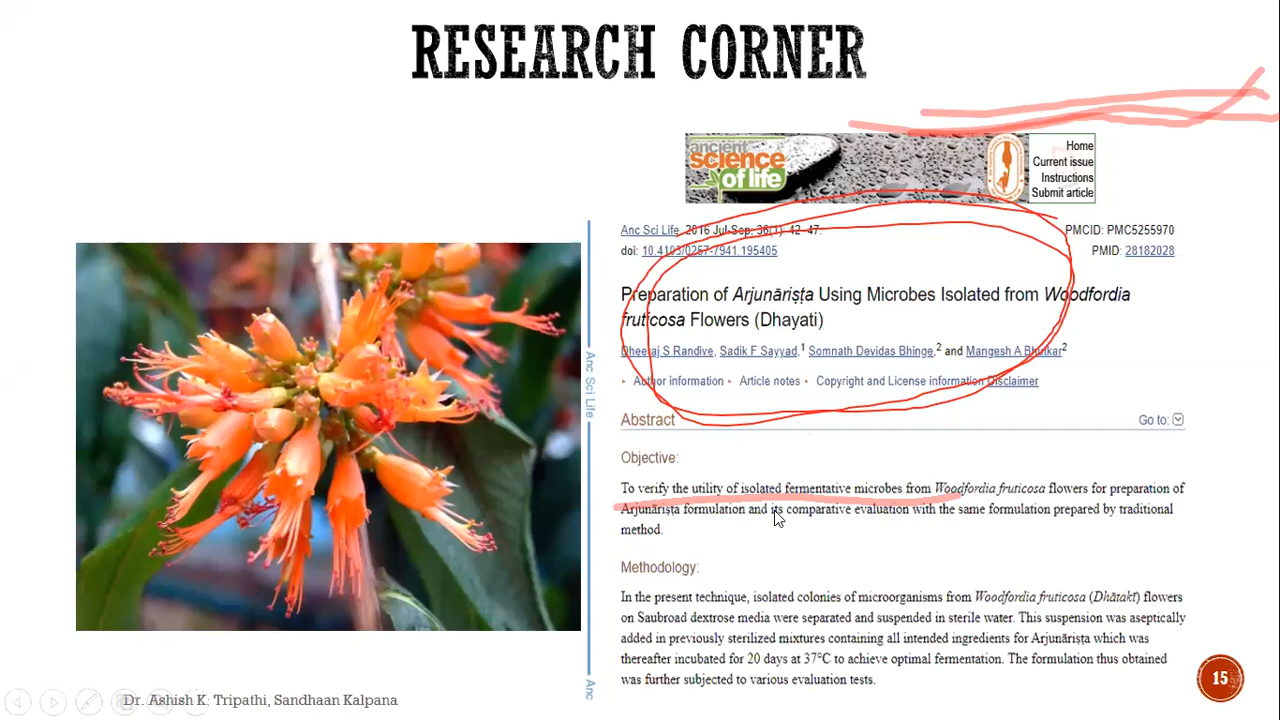 RESEARCH CORNER
ancient
science
of life
Home
Current issue
Instructions
Submit article
Anc Sci Life. 2016 Jul-Sep; 36(1): 42–47.
PMCID: PMC5255970
doi: 10.4103/0257-7941.195405
PMID: 28182028
Preparation of Arjunāriṣṭa Using Microbes Isolated from Woodfordia
fruticosa Flowers (Dhayati)
Dheeraj S Randive, Sadik F Sayyad,1 Somnath Devidas Bhinge,2 and Mangesh A Bhutkar2
▸ Author information ▸ Article notes ▸ Copyright and License information Disclaimer
Abstract
Go to:
Objective:
To verify the utility of isolated fermentative microbes from Woodfordia fruticosa flowers for preparation of
Arjunāriṣṭa formulation and its comparative evaluation with the same formulation prepared by traditional
method.
Methodology:
In the present technique, isolated colonies of microorganisms from Woodfordia fruticosa (Dhātakī) flowers
on Saubroad dextrose media were separated and suspended in sterile water. This suspension was aseptically
added in previously sterilized mixtures containing all intended ingredients for Arjunāriṣṭa which was
thereafter incubated for 20 days at 37°C to achieve optimal fermentation. The formulation thus obtained
was further subjected to various evaluation tests.
Anc Sci Life
Anc
15
Dr. Ashish K. Tripathi, Sandhaan Kalpana